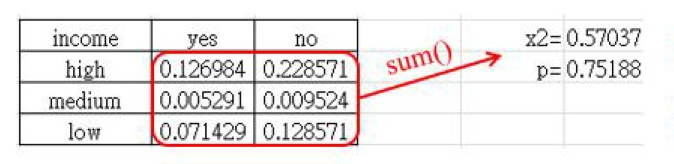 income yes no x2= 0.57037
high 0.126984 0.228571 sum() p= 0.75188
medium 0.005291 0.009524
low 0.071429 0.128571